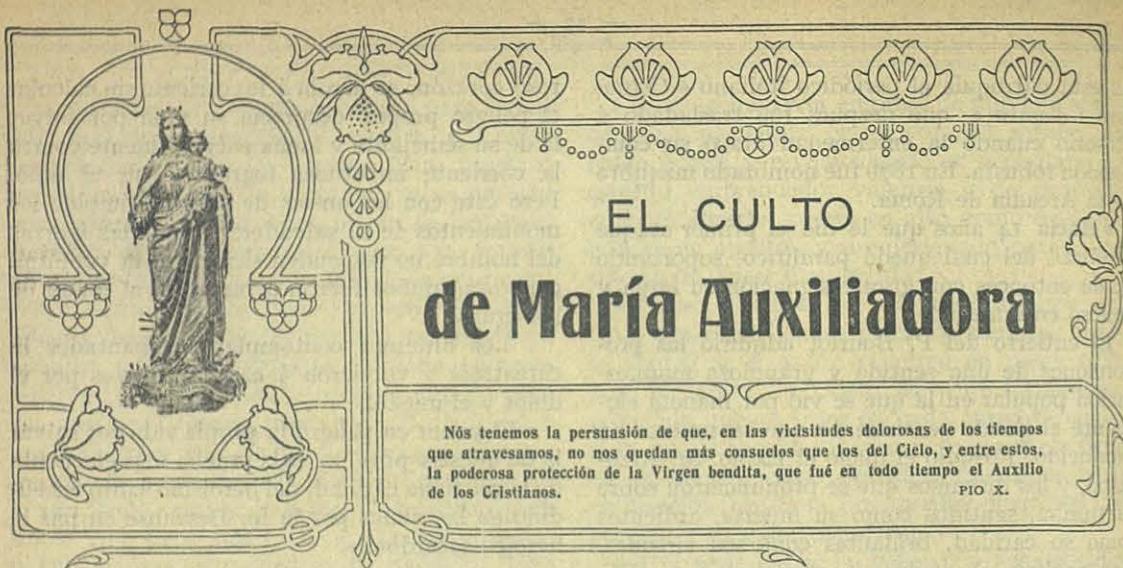 EL CULTO
de María Auxiliadora
Nós tenemos la persuasión de que, en las vicisitudes dolorosas de los tiempos
que atravesamos, no nos quedan más consuelos que los del Cielo, y entre estos,
la poderosa protección de la Virgen bendita, que fué en todo tiempo el Auxilio
de los Cristianos.
PIO X.